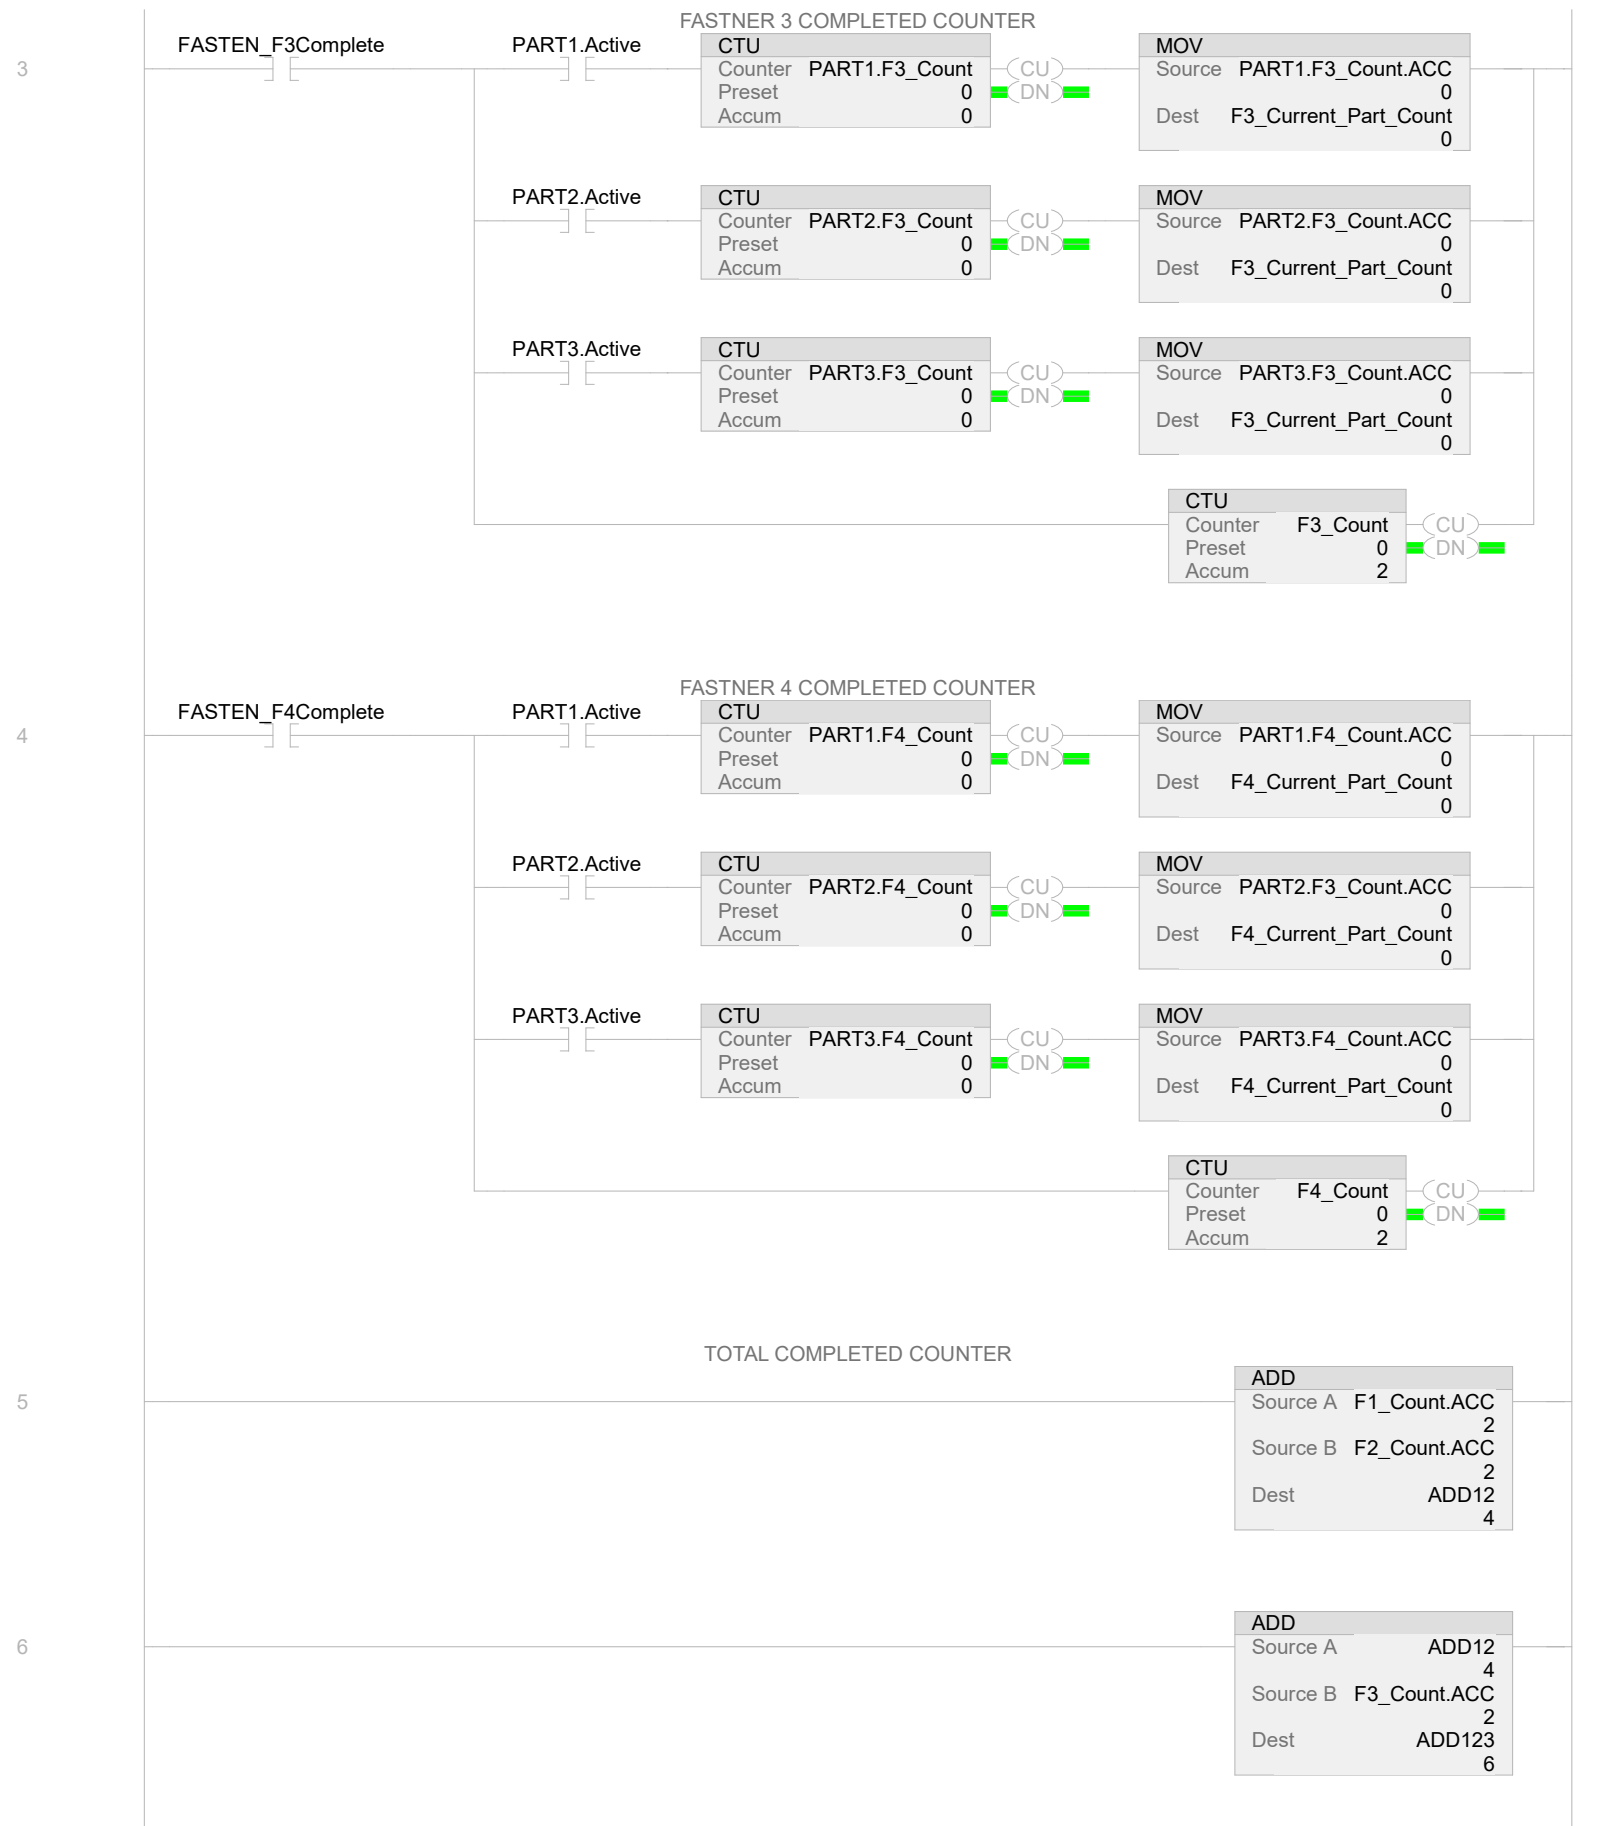 FASTNER 3 COMPLETED COUNTER
3
FASTEN_F3Complete
PART1.Active
CTU
Counter PART1.F3_Count
Preset 0
Accum 0
CU
DN
MOV
Source PART1.F3_Count.ACC
0
Dest F3_Current_Part_Count
0
PART2.Active
CTU
Counter PART2.F3_Count
Preset 0
Accum 0
CU
DN
MOV
Source PART2.F3_Count.ACC
0
Dest F3_Current_Part_Count
0
PART3.Active
CTU
Counter PART3.F3_Count
Preset 0
Accum 0
CU
DN
MOV
Source PART3.F3_Count.ACC
0
Dest F3_Current_Part_Count
0
CTU
Counter F3_Count
Preset 0
Accum 2
CU
DN
FASTNER 4 COMPLETED COUNTER
4
FASTEN_F4Complete
PART1.Active
CTU
Counter PART1.F4_Count
Preset 0
Accum 0
CU
DN
MOV
Source PART1.F4_Count.ACC
0
Dest F4_Current_Part_Count
0
PART2.Active
CTU
Counter PART2.F4_Count
Preset 0
Accum 0
CU
DN
MOV
Source PART2.F3_Count.ACC
0
Dest F4_Current_Part_Count
0
PART3.Active
CTU
Counter PART3.F4_Count
Preset 0
Accum 0
CU
DN
MOV
Source PART3.F4_Count.ACC
0
Dest F4_Current_Part_Count
0
CTU
Counter F4_Count
Preset 0
Accum 2
CU
DN
TOTAL COMPLETED COUNTER
5
ADD
Source A F1_Count.ACC
2
Source B F2_Count.ACC
2
Dest ADD12
4
6
ADD
Source A ADD12
4
Source B F3_Count.ACC
2
Dest ADD123
6